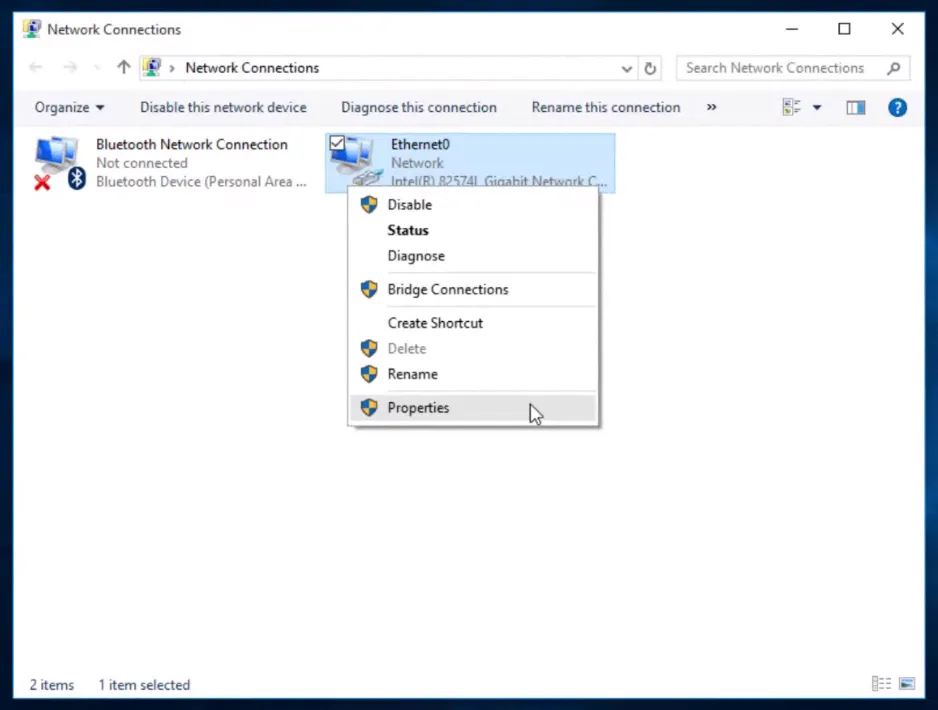 Network Connections
Network Connections
Search Network Connections
Organize
Disable this network device
Diagnose this connection
Rename this connection
»
?
Bluetooth Network Connection
Not connected
Bluetooth Device (Personal Area ...
Ethernet0
Network
Intel(R) 82574L Gigabit Network C...
Disable
Status
Diagnose
Bridge Connections
Create Shortcut
Delete
Rename
Properties
2 items
1 item selected